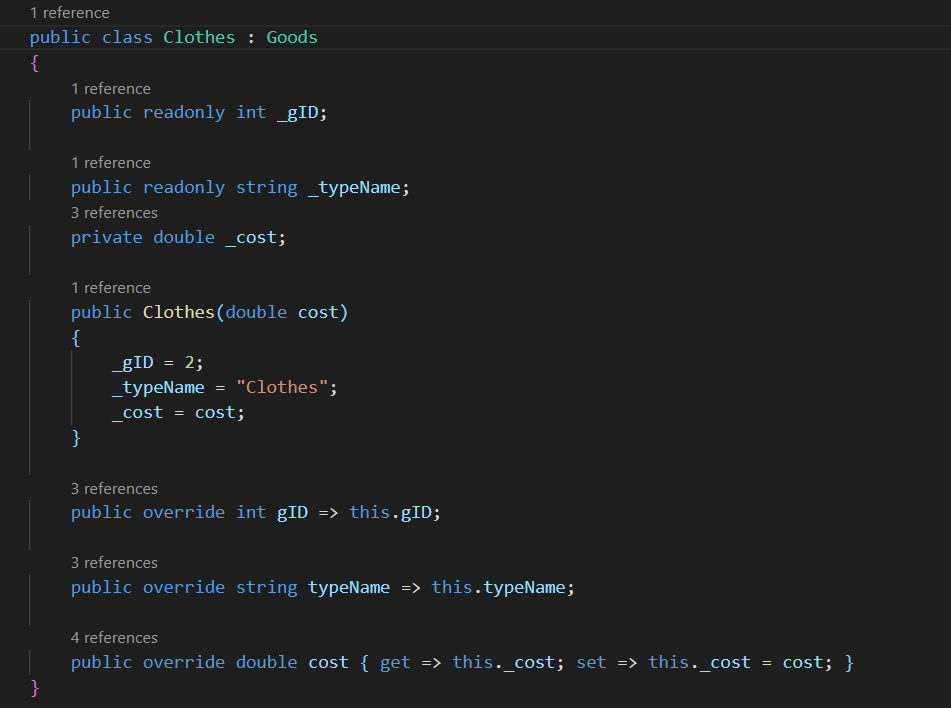 1 reference
public class Clothes : Goods
{
1 reference
public readonly int _gID;
1 reference
public readonly string _typeName;
3 references
private double _cost;
1 reference
public Clothes(double cost)
{
_gID = 2;
_typeName = "Clothes";
_cost = cost;
}
3 references
public override int gID => this.gID;
3 references
public override string typeName => this.typeName;
4 references
public override double cost { get => this._cost; set => this._cost = cost; }
}